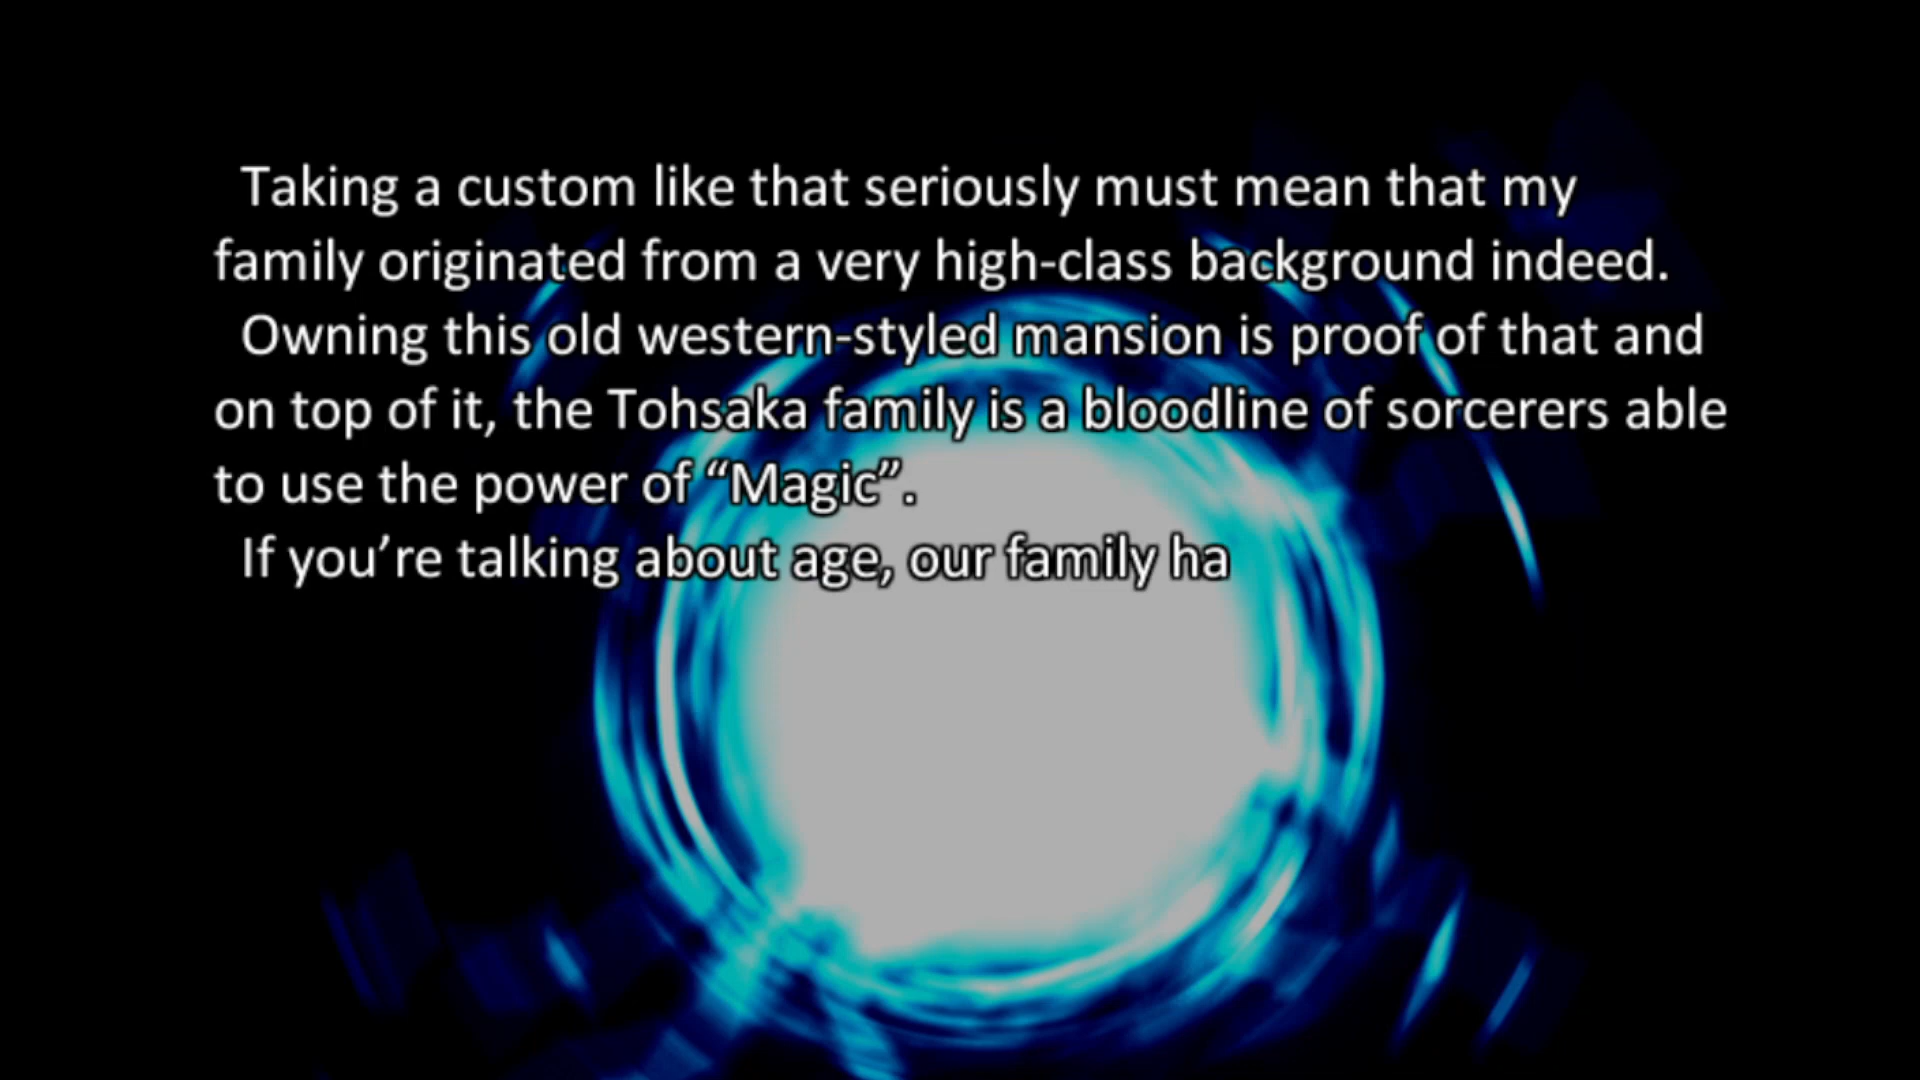 Taking a custom like that seriously must mean that my
family originated from a very high-class background indeed.
Owning this old western-styled mansion is proof of that and
on top of it, the Tohsaka family is a bloodline of sorcerers able
to use the power of “Magic”.
If you’re talking about age, our family ha